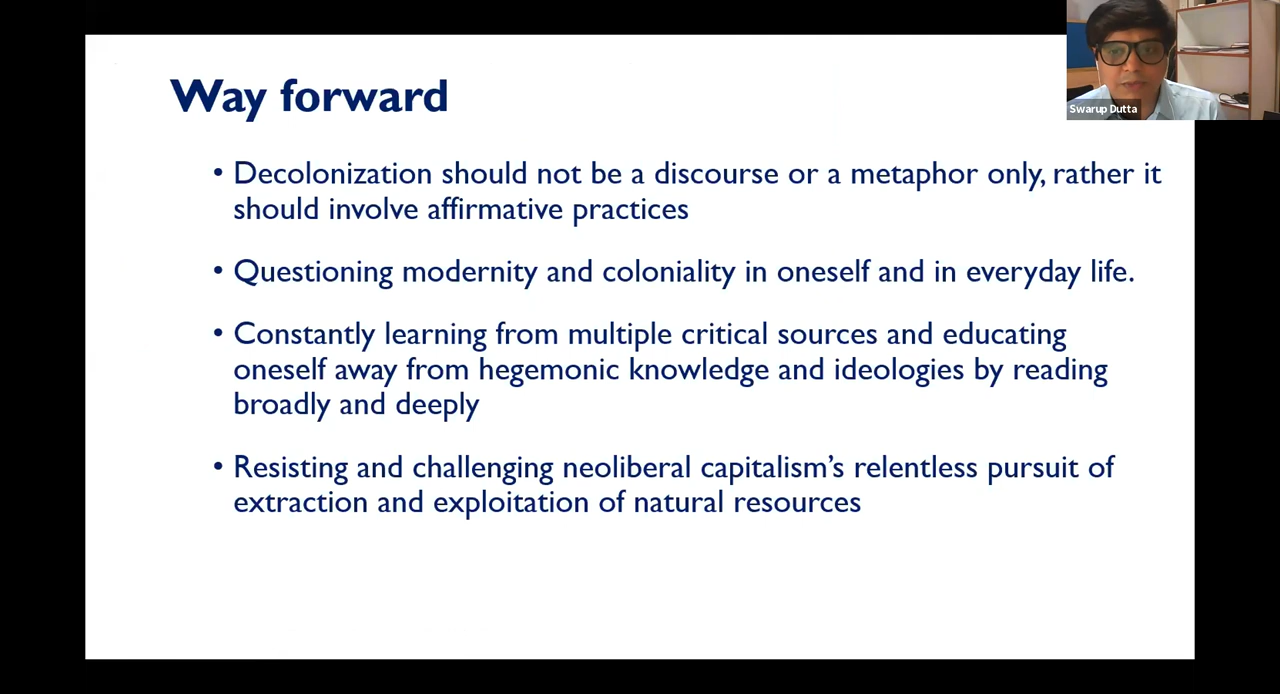 Way forward
Swarup Dutta
• Decolonization should not be a discourse or a metaphor only, rather it
should involve affirmative practices
• Questioning modernity and coloniality in oneself and in everyday life.
• Constantly learning from multiple critical sources and educating
oneself away from hegemonic knowledge and ideologies by reading
broadly and deeply
• Resisting and challenging neoliberal capitalism’s relentless pursuit of
extraction and exploitation of natural resources